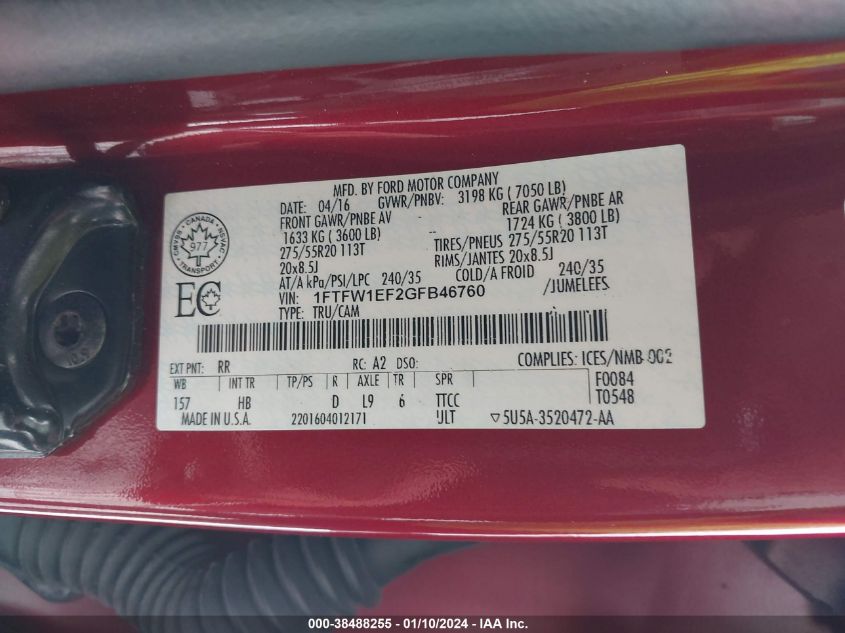 MFD. BY FORD MOTOR COMPANY
DATE: 04/16 GVWR/PNBV: 3198 KG ( 7050 LB)
FRONT GAWR/PNBE AV REAR GAWR/PNBE AR
1633 KG ( 3600 LB) 1724 KG ( 3800 LB)
275/55R20 113T TIRES/PNEUS 275/55R20 113T
20x8.5J RIMS/JANTES 20x8.5J
AT/A kPa/PSI/LPC 240/35 COLD/A FROID 240/35
VIN: 1FTFW1EF2GFB46760 /JUMELEES
TYPE: TRU/CAM
CANADA
NSVAC
977
TRANSPORT
BSVAC
EC
EXT PNT: RR RC: A2 DSO: COMPLIES: ICES/NMB-002
WB INT TR TP/PS R AXLE TR SPR F0084
157 HB D L9 6 TTCC T0548
MADE IN U.S.A. 2201604012171 ULT ▽5U5A-3520472-AA
000-38488255 - 01/10/2024 - IAA Inc.